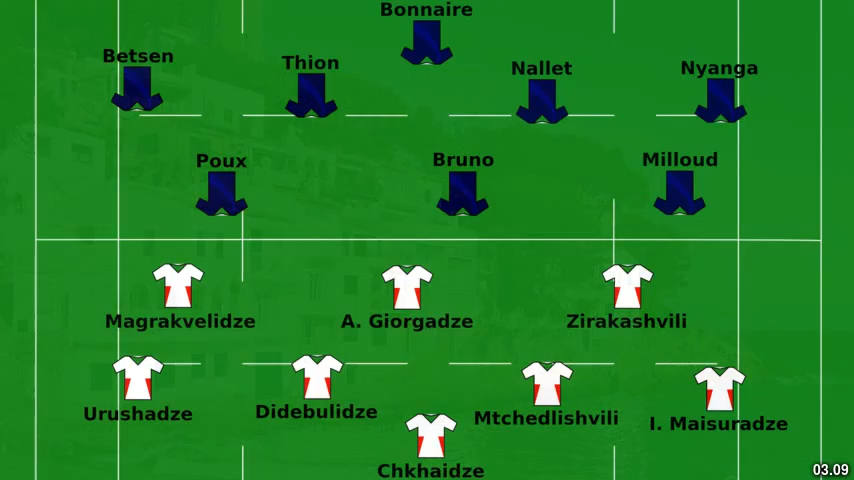 Bonnaire
Betsen
Thion
Nallet
Nyanga
Poux
Bruno
Milloud
Magrakvelidze
A. Giorgadze
Zirakashvili
Urushadze
Didebulidze
Mtchedlishvili
I. Maisuradze
Chkhaidze
03.09